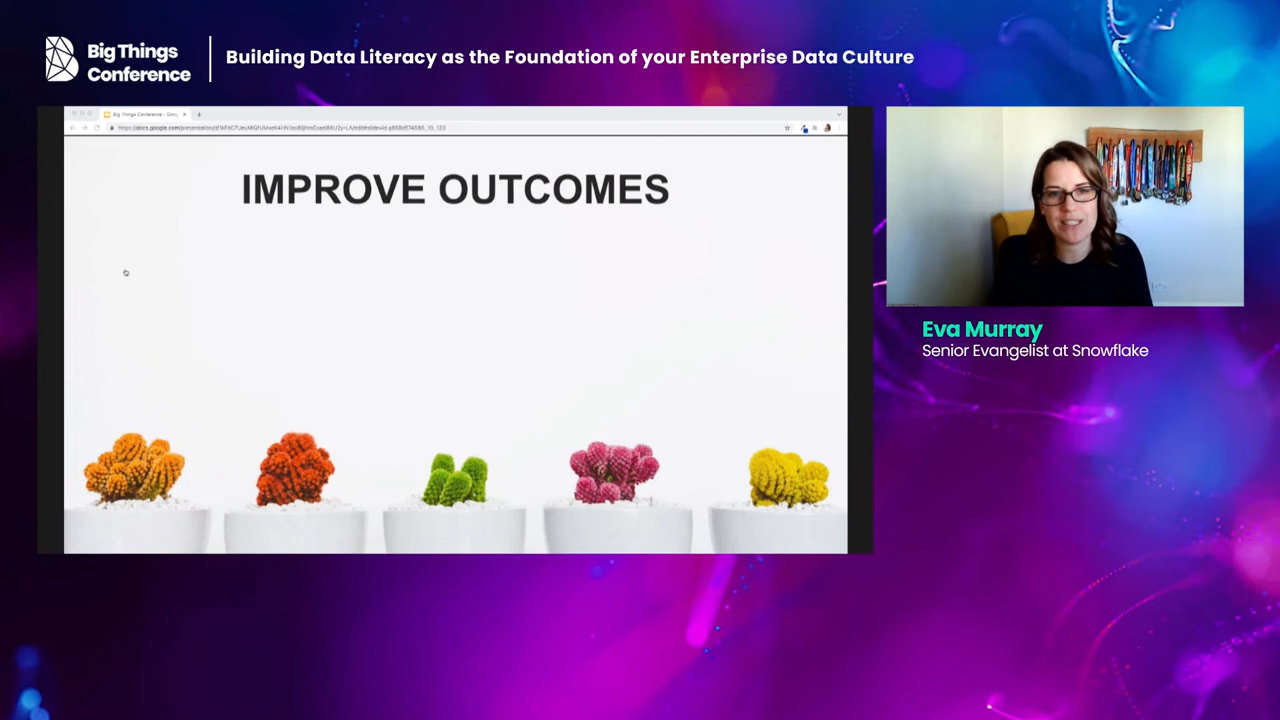 Big Things
Conference
Building Data Literacy as the Foundation of your Enterprise Data Culture
IMPROVE OUTCOMES
Eva Murray
Senior Evangelist at Snowflake